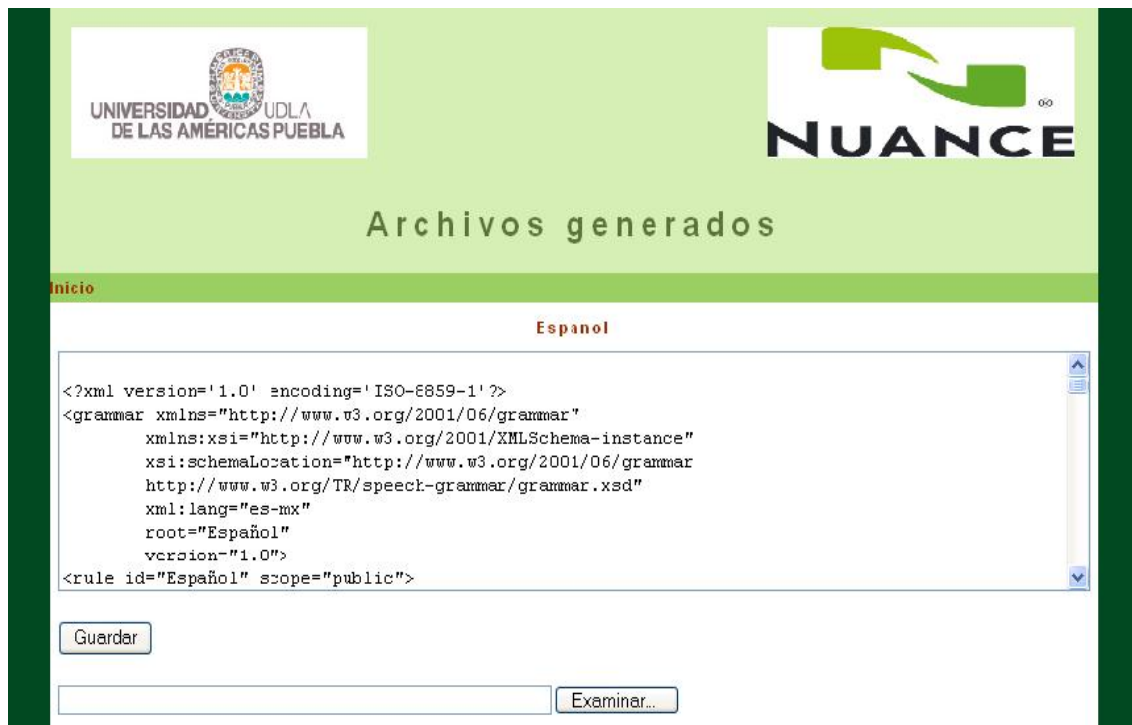 UNIVERSIDAD UDLA
DE LAS AMÉRICAS PUEBLA
NUANCE
Archivos generados
Inicio
Espanol
<?xml version='1.0' encoding='ISO-8859-1'?>
<grammar xmlns="http://www.w3.org/2001/06/grammar"
xmlns:xsi="http://www.w3.org/2001/XMLSchema-instance"
xsi:schemaLocation="http://www.w3.org/2001/06/grammar
http://www.w3.org/TR/speech-grammar/grammar.xsd"
xml:lang="es-mx"
root="Español"
version="1.0">
<rule id="Español" scope="public">
Guardar
Examinar...